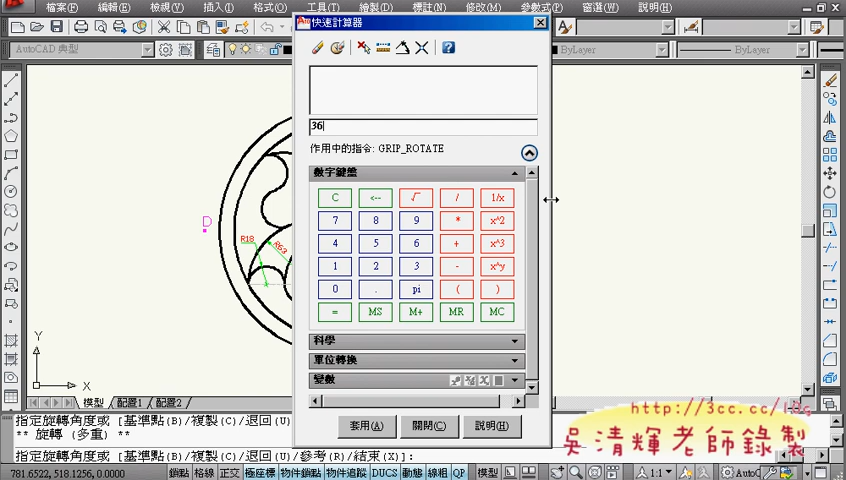 檔案(F) 編輯(E) 檢視(V) 插入(I) 格式(O) 工具(T) 繪製(D) 標註(N) 修改(M) 參數式(P) 窗選(W) 說明(H)
快速計算器
AutoCAD 典型
ByLayer
ByLayer
36
作用中的指令: GRIP_ROTATE
數字鍵盤
C <-- √ / 1/x
7 8 9 * x^2
4 5 6 + x^3
1 2 3 - x^y
0 . pi ( )
= MS M+ MR MC
科學
單位轉換
變數
套用(A) 關閉(C) 說明(H)
D
R18
R63
Y
X
模型 配置1 配置2
指定旋轉角度或 [基準點(B)/複製(C)/退回(U)
** 旋轉 (多重) **
指定旋轉角度或 [基準點(B)/複製(C)/退回(U)/參考(R)/結束(X)]:
http://3cc.cc/10g
吳清輝老師錄製
781.6522, 518.1256, 0.0000 鎖點 格線 正交 極座標 物件鎖點 物件追蹤 DUCS 動態 線粗 QP 模型 1:1 AutoC